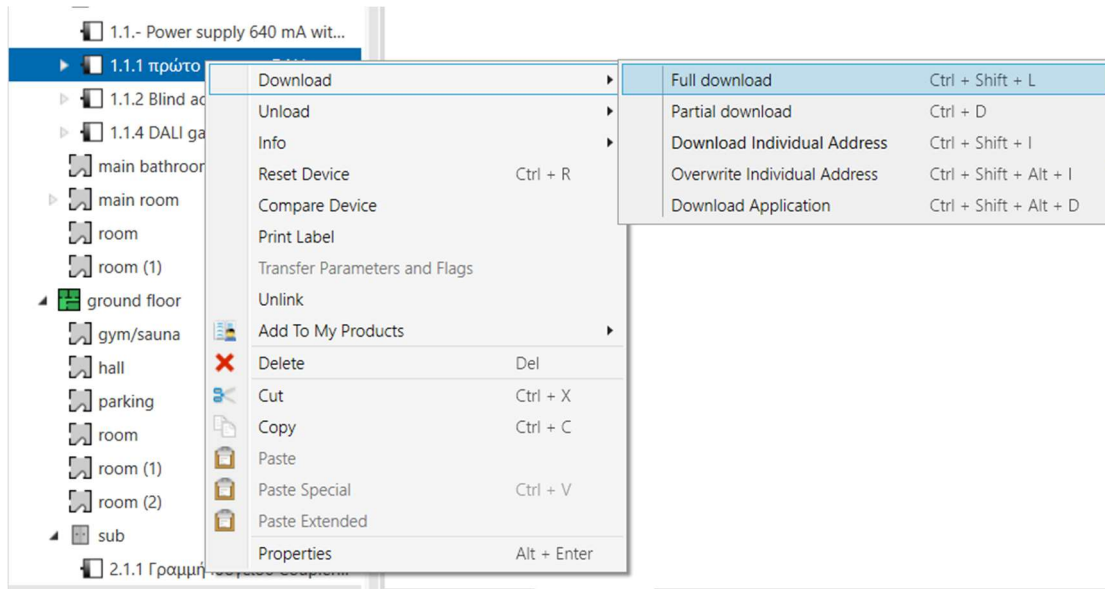 1.1.- Power supply 640 mA wit...
1.1.1 πρώτο
1.1.2 Blind ac
1.1.4 DALI ga
main bathroor
main room
room
room (1)
ground floor
gym/sauna
hall
parking
room
room (1)
room (2)
sub
2.1.1 Γραμμή
Download
Unload
Info
Reset Device Ctrl + R
Compare Device
Print Label
Transfer Parameters and Flags
Unlink
Add To My Products
Delete Del
Cut Ctrl + X
Copy Ctrl + C
Paste
Paste Special Ctrl + V
Paste Extended
Properties Alt + Enter
Full download Ctrl + Shift + L
Partial download Ctrl + D
Download Individual Address Ctrl + Shift + I
Overwrite Individual Address Ctrl + Shift + Alt + I
Download Application Ctrl + Shift + Alt + D